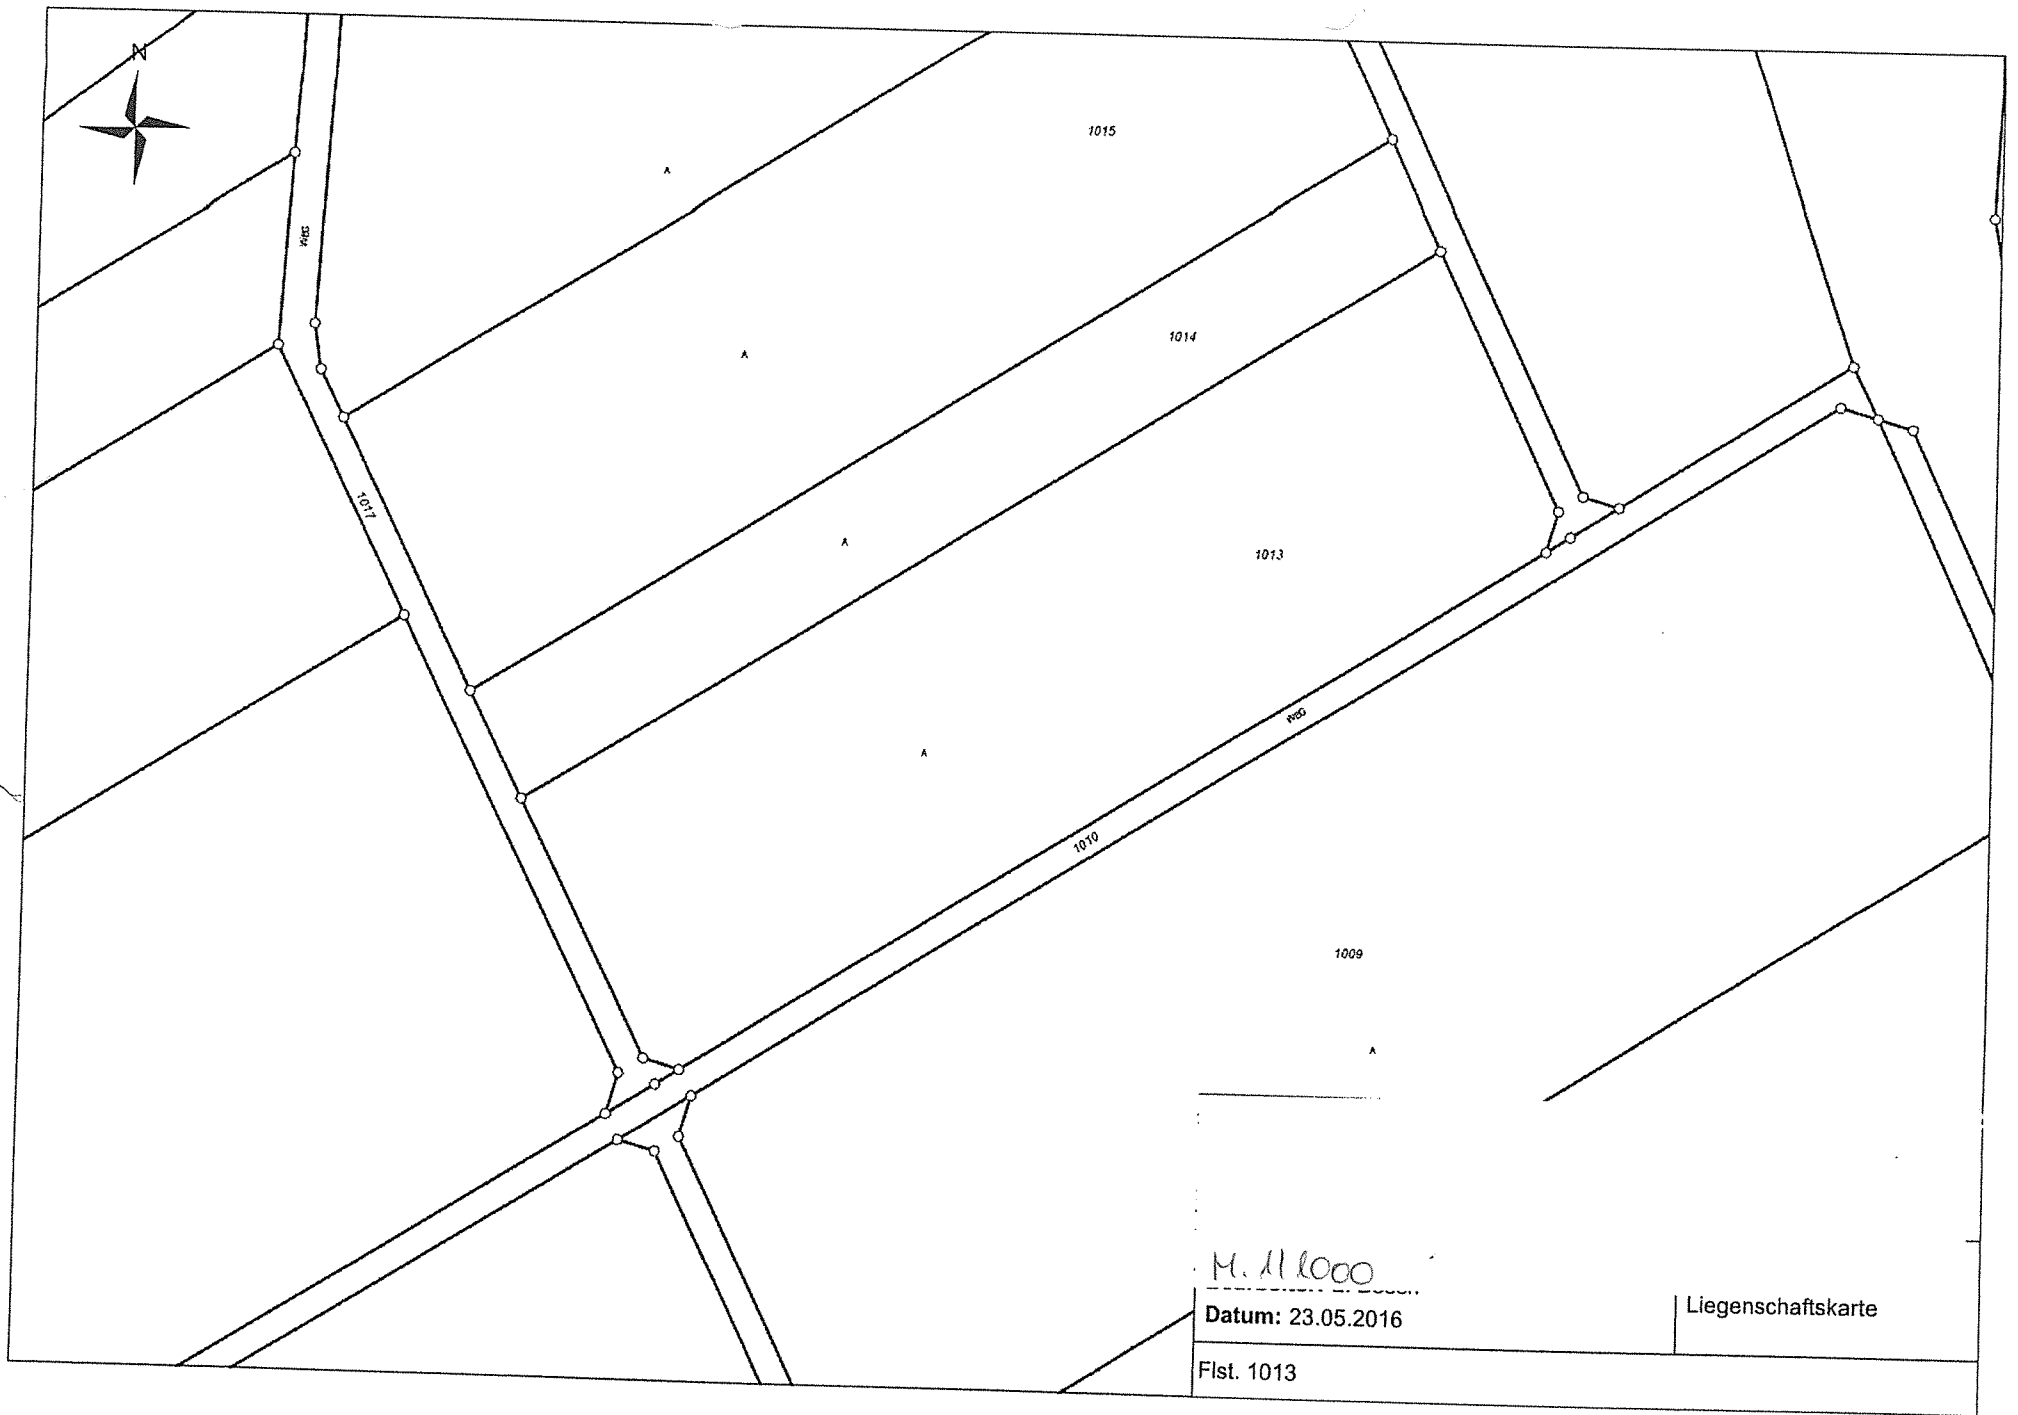 N
1015
A
WEG
1014
A
1017
A
1013
WEG
A
1010
1009
A
M. 1:1000
Datum: 23.05.2016
Liegenschaftskarte
Flst. 1013